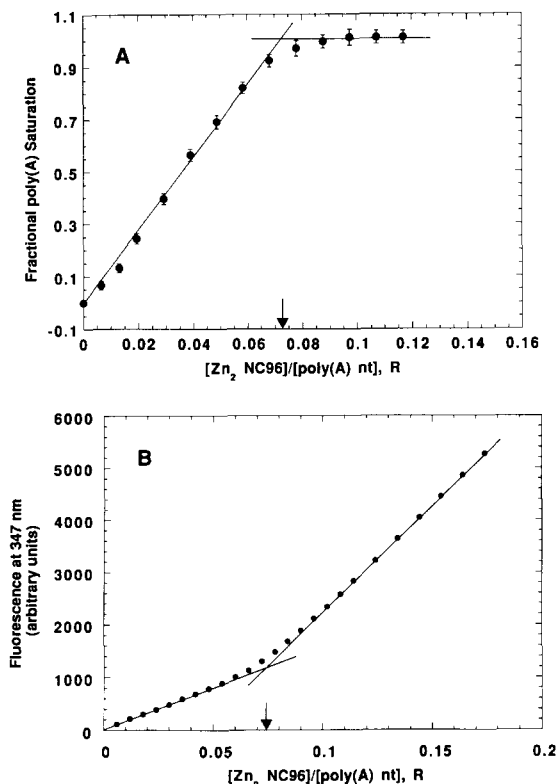 A
Fractional poly(A) Saturation
1.1
0.9
0.7
0.5
0.3
0.1
-0.1
0 0.02 0.04 0.06 0.08 0.10 0.12 0.14 0.16
[Zn2 NC96]/[poly(A) nt], R
B
Fluorescence at 347 nm
(arbitrary units)
6000
5000
4000
3000
2000
1000
0
0 0.05 0.1 0.15 0.2
[Zn2 NC96]/[poly(A) nt], R